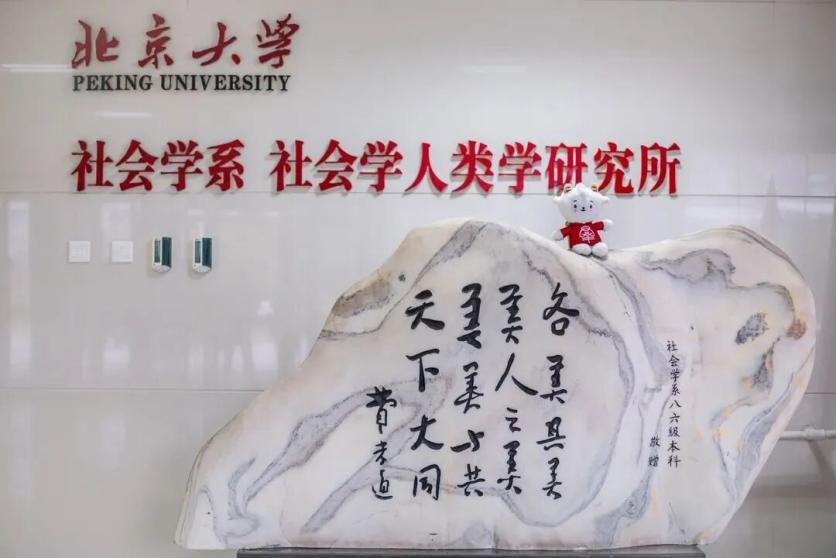 北京大学
PEKING UNIVERSITY
社会学系 社会学人类学研究所
各美其美
美人之美
美美与共
天下大同
费孝通
社会学系八六级本科
敬赠